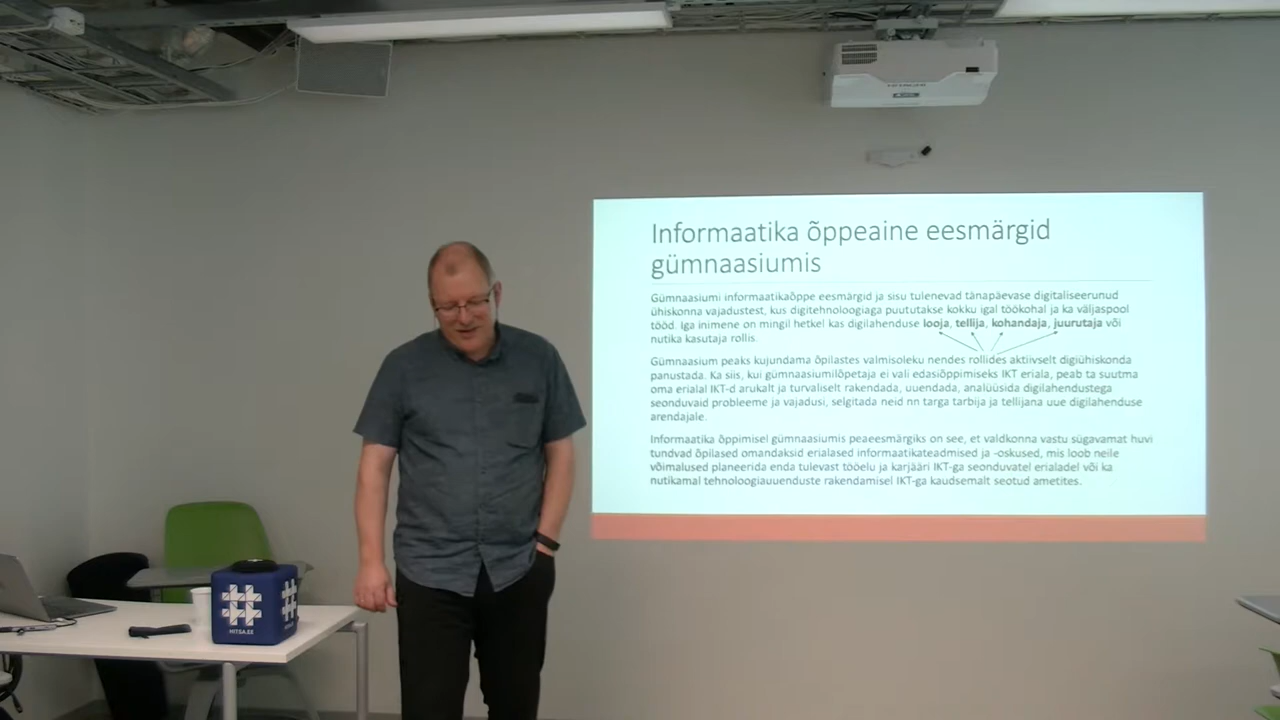 HITACHI
Informaatika õppeaine eesmärgid
gümnaasiumis
Gümnaasiumi informaatikaõppe eesmärgid ja sisu tulenevad tänapäevase digitaliseerunud
ühiskonna vajadustest, kus digitehnoloogiaga puututakse kokku igal töökohal ja ka väljaspool
tööd. Iga inimene on mingil hetkel kas digilahenduse looja, tellija, kohandaja, juurutaja või
nutika kasutaja rollis.
Gümnaasium peaks kujundama õpilastes valmisoleku nendes rollides aktiivselt digiühiskonda
panustada. Ka siis, kui gümnaasiumilõpetaja ei vali edasiõppimiseks IKT eriala, peab ta suutma
oma erialal IKT-d arukalt ja turvaliselt rakendada, uuendada, analüüsida digilahendustega
seonduvaid probleeme ja vajadusi, selgitada neid nn targa tarbija ja tellijana uue digilahenduse
arendajale.
Informaatika õppimisel gümnaasiumis peaeesmärgiks on see, et valdkonna vastu sügavamat huvi
tundvad õpilased omandaksid erialased informaatikateadmised ja -oskused, mis loob neile
võimalused planeerida enda tulevast tööelu ja karjääri IKT-ga seonduvatel erialadel või ka
nutikamal tehnoloogiauuenduste rakendamisel IKT-ga kaudsemalt seotud ametites.
HITSA.EE